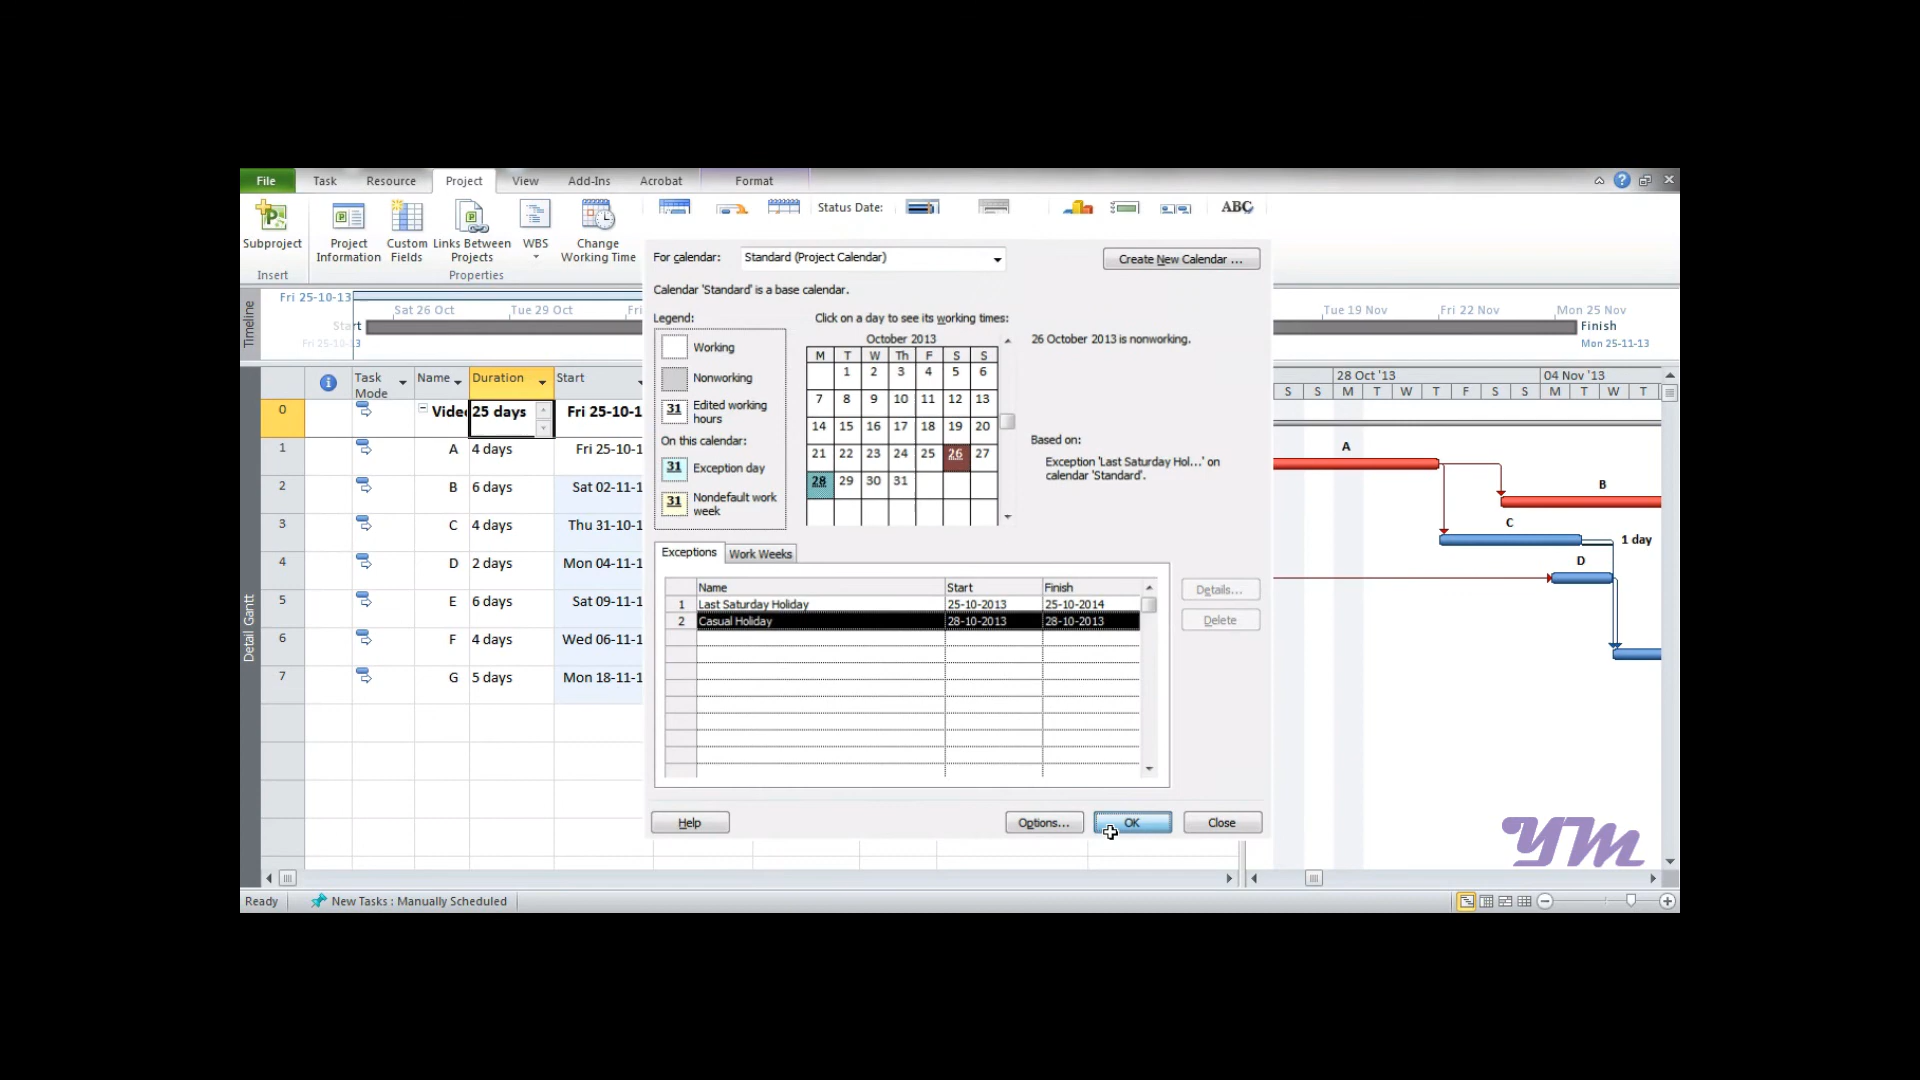 File Task Resource Project View Add-Ins Acrobat Format
Subproject
Project Information
Custom Fields
Links Between Projects
WBS
Change Working Time
Status Date:
ABC
Insert
Properties
Timeline
Fri 25-10-13
Sat 26 Oct
Tue 29 Oct
Fri
Tue 19 Nov
Fri 22 Nov
Mon 25 Nov
Start
Fri 25-10-13
Finish
Mon 25-11-13
For calendar:
Standard (Project Calendar)
Create New Calendar ...
Calendar 'Standard' is a base calendar.
Legend:
Working
Nonworking
31 Edited working hours
On this calendar:
31 Exception day
31 Nondefault work week
Click on a day to see its working times:
October 2013
M T W Th F S S
1 2 3 4 5 6
7 8 9 10 11 12 13
14 15 16 17 18 19 20
21 22 23 24 25 26 27
28 29 30 31
26 October 2013 is nonworking.
Based on:
Exception 'Last Saturday Hol...' on
calendar 'Standard'.
Exceptions Work Weeks
Name Start Finish
1 Last Saturday Holiday 25-10-2013 25-10-2014
2 Casual Holiday 28-10-2013 28-10-2013
Details...
Delete
Help
Options...
OK
Close
Detail Gantt
Task Mode Name Duration Start
0 25 days Fri 25-10-1
1 A 4 days Fri 25-10-1
2 B 6 days Sat 02-11-1
3 C 4 days Thu 31-10-1
4 D 2 days Mon 04-11-1
5 E 6 days Sat 09-11-1
6 F 4 days Wed 06-11-1
7 G 5 days Mon 18-11-1
28 Oct '13 04 Nov '13
S S M T W T F S S M T W T
A
B
C
1 day
D
YM
Ready
New Tasks : Manually Scheduled